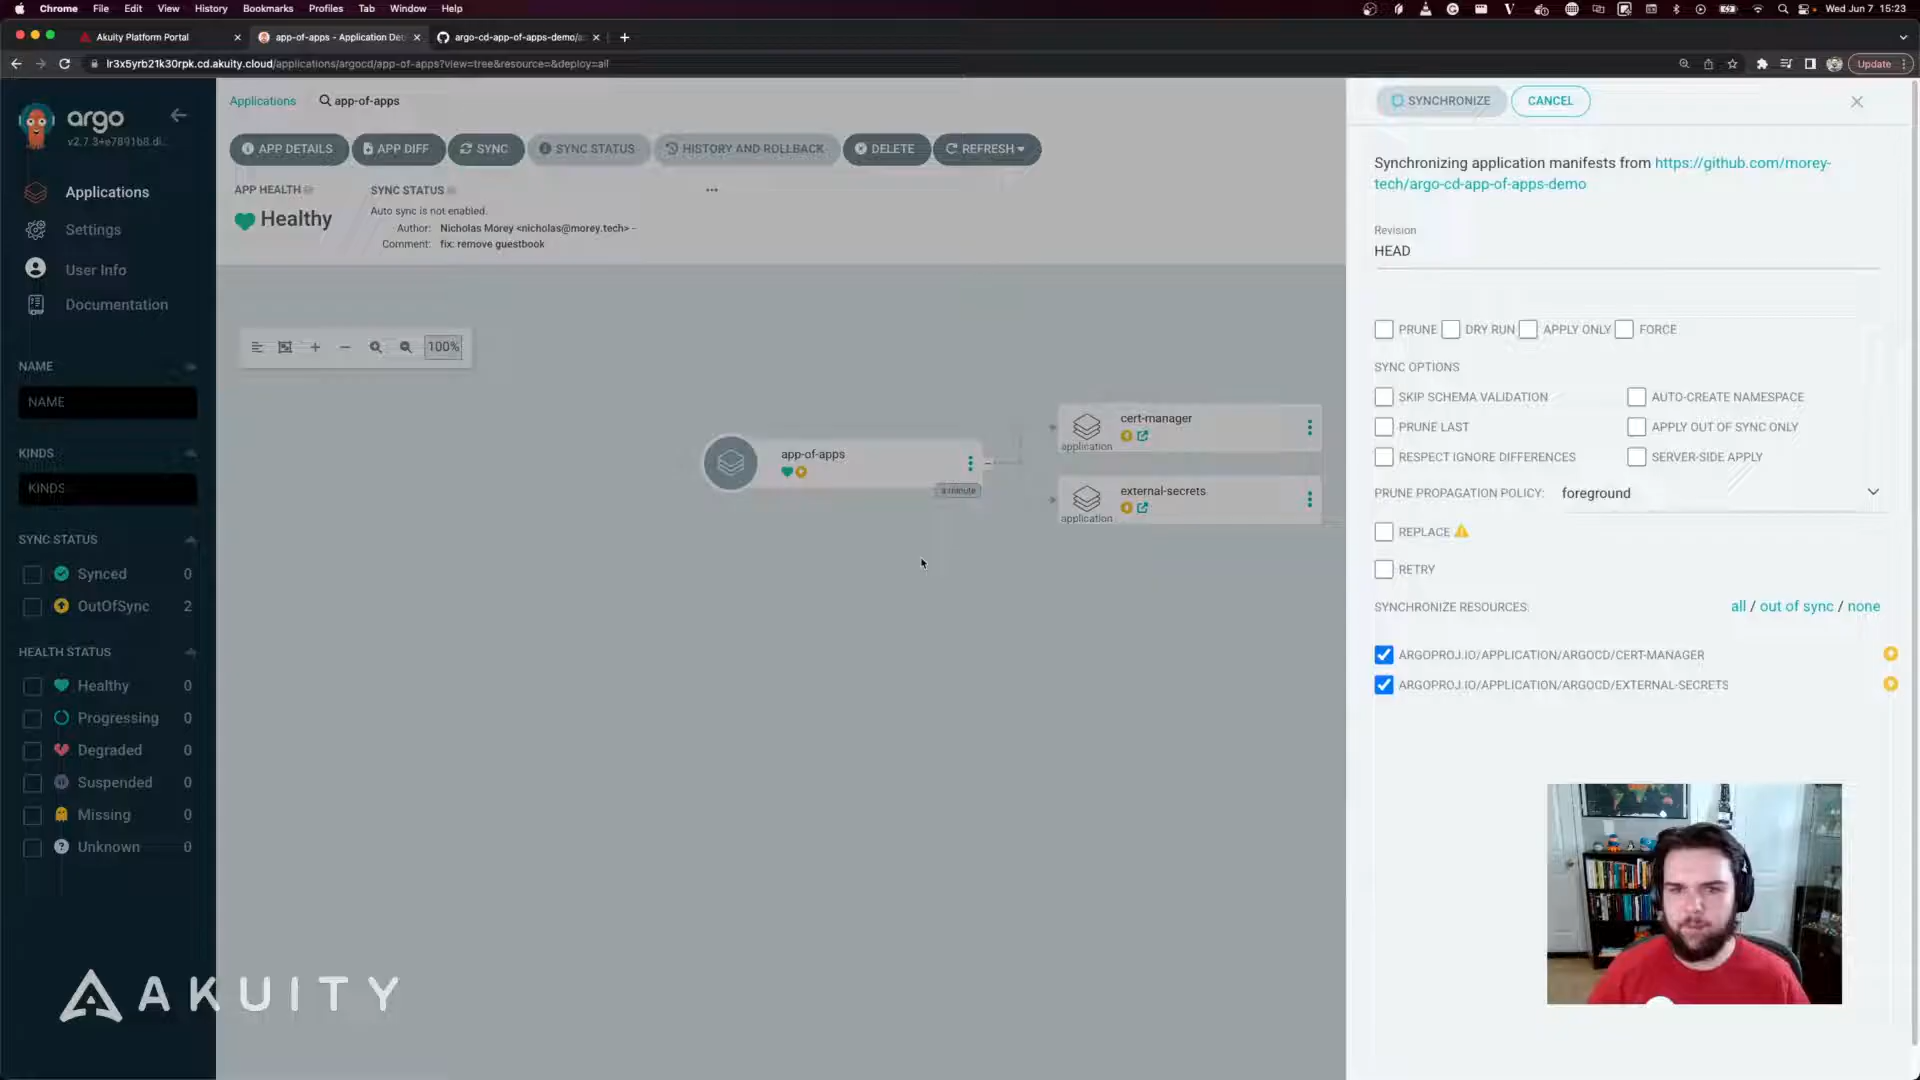 Chrome File Edit View History Bookmarks Profiles Tab Window Help
Wed Jun 7 15:23
Akuity Platform Portal
app-of-apps - Application Det
argo-cd-app-of-apps-demo/a
lr3x5yrb21k30rpk.cd.akuity.cloud/applications/argocd/app-of-apps?view=tree&resource=&deploy=all
Update
argo
v2.7.3+e7891b8.di...
Applications
Settings
User Info
Documentation
NAME
NAME
KINDS
KINDS
SYNC STATUS
Synced 0
OutOfSync 2
HEALTH STATUS
Healthy 0
Progressing 0
Degraded 0
Suspended 0
Missing 0
Unknown 0
Applications app-of-apps
APP DETAILS APP DIFF SYNC SYNC STATUS HISTORY AND ROLLBACK DELETE REFRESH
APP HEALTH
Healthy
SYNC STATUS
Auto sync is not enabled.
Author: Nicholas Morey <nicholas@morey.tech> -
Comment: fix: remove guestbook
100%
app-of-apps
a minute
cert-manager
application
external-secrets
application
SYNCHRONIZE CANCEL
Synchronizing application manifests from https://github.com/morey-
tech/argo-cd-app-of-apps-demo
Revision
HEAD
PRUNE DRY RUN APPLY ONLY FORCE
SYNC OPTIONS
SKIP SCHEMA VALIDATION AUTO-CREATE NAMESPACE
PRUNE LAST APPLY OUT OF SYNC ONLY
RESPECT IGNORE DIFFERENCES SERVER-SIDE APPLY
PRUNE PROPAGATION POLICY: foreground
REPLACE
RETRY
SYNCHRONIZE RESOURCES: all / out of sync / none
ARGOPROJ.IO/APPLICATION/ARGOCD/CERT-MANAGER
ARGOPROJ.IO/APPLICATION/ARGOCD/EXTERNAL-SECRETS
AKUITY